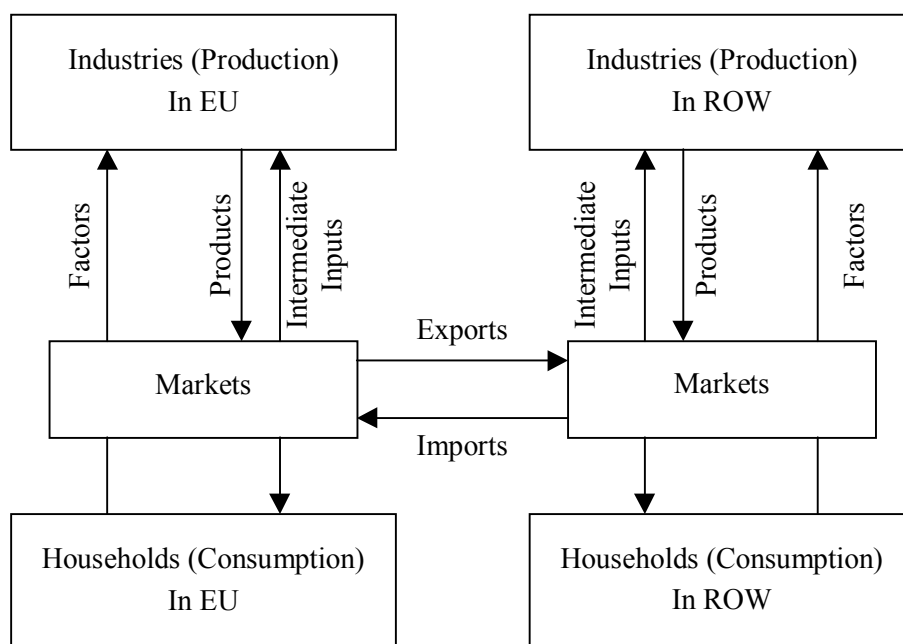 Industries (Production)
In EU
Industries (Production)
In ROW
Factors
Products
Intermediate
Inputs
Intermediate
Inputs
Products
Factors
Exports
Markets
Markets
Imports
Households (Consumption)
In EU
Households (Consumption)
In ROW